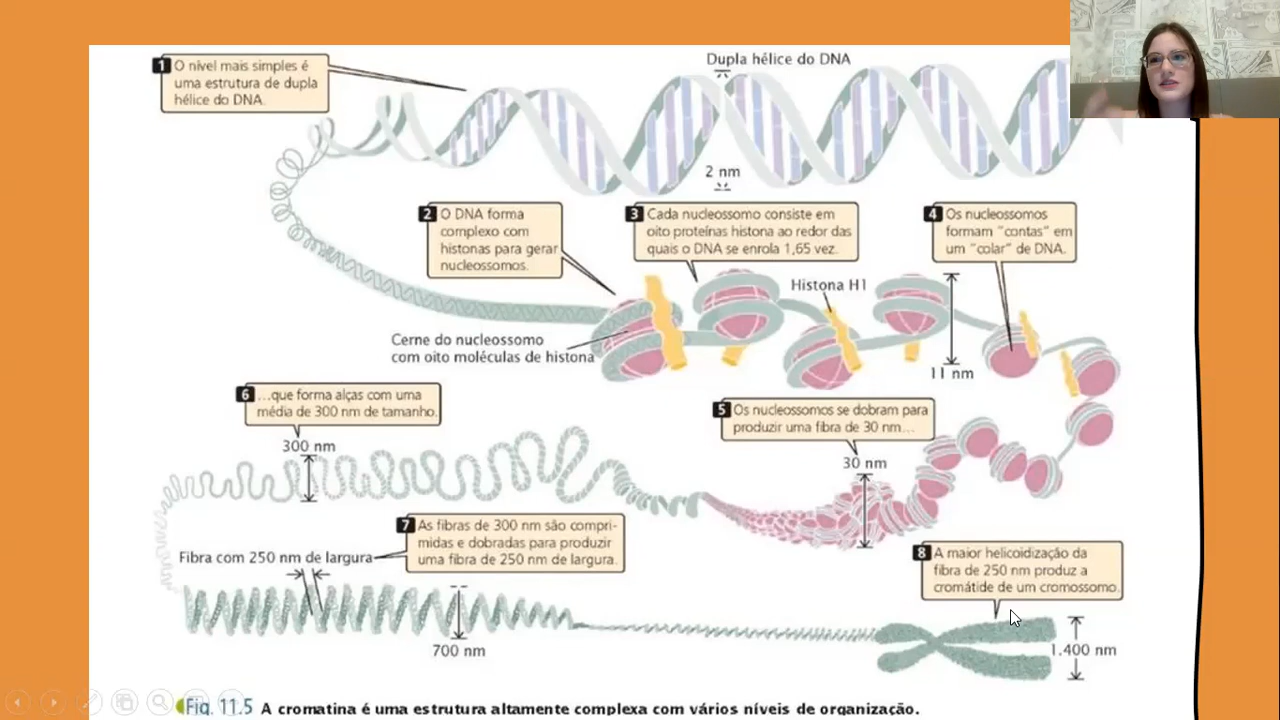 1 O nível mais simples é
uma estrutura de dupla
hélice do DNA.
Dupla hélice do DNA
2 nm
2 O DNA forma
complexo com
histonas para gerar
nucleossomos.
3 Cada nucleossomo consiste em
oito proteínas histona ao redor das
quais o DNA se enrola 1,65 vez.
4 Os nucleossomos
formam "contas" em
um "colar" de DNA.
Histona H1
Cerne do nucleossomo
com oito moléculas de histona
11 nm
5 Os nucleossomos se dobram para
produzir uma fibra de 30 nm...
30 nm
6 ...que forma alças com uma
média de 300 nm de tamanho.
300 nm
7 As fibras de 300 nm são compri-
midas e dobradas para produzir
uma fibra de 250 nm de largura.
Fibra com 250 nm de largura
700 nm
8 A maior helicoidização da
fibra de 250 nm produz a
cromátide de um cromossomo.
1.400 nm
Fig. 11.5 A cromatina é uma estrutura altamente complexa com vários níveis de organização.